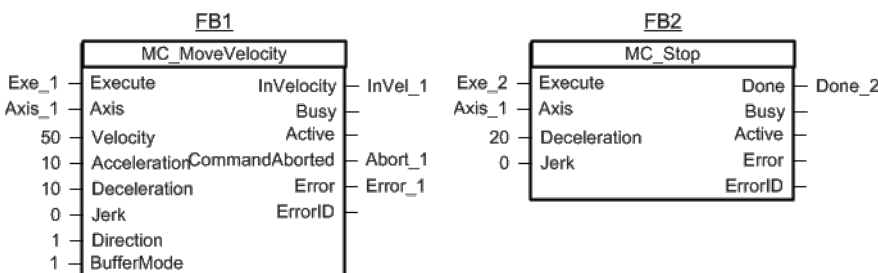 FB1 FB2
MC_MoveVelocity MC_Stop
Exe_1 Execute InVelocity InVel_1 Exe_2 Execute Done Done_2
Axis_1 Axis Busy Axis_1 Axis Busy
50 Velocity Active 20 Deceleration Active
10 Acceleration CommandAborted Abort_1 0 Jerk Error
10 Deceleration Error Error_1 ErrorID
0 Jerk ErrorID
1 Direction
1 BufferMode